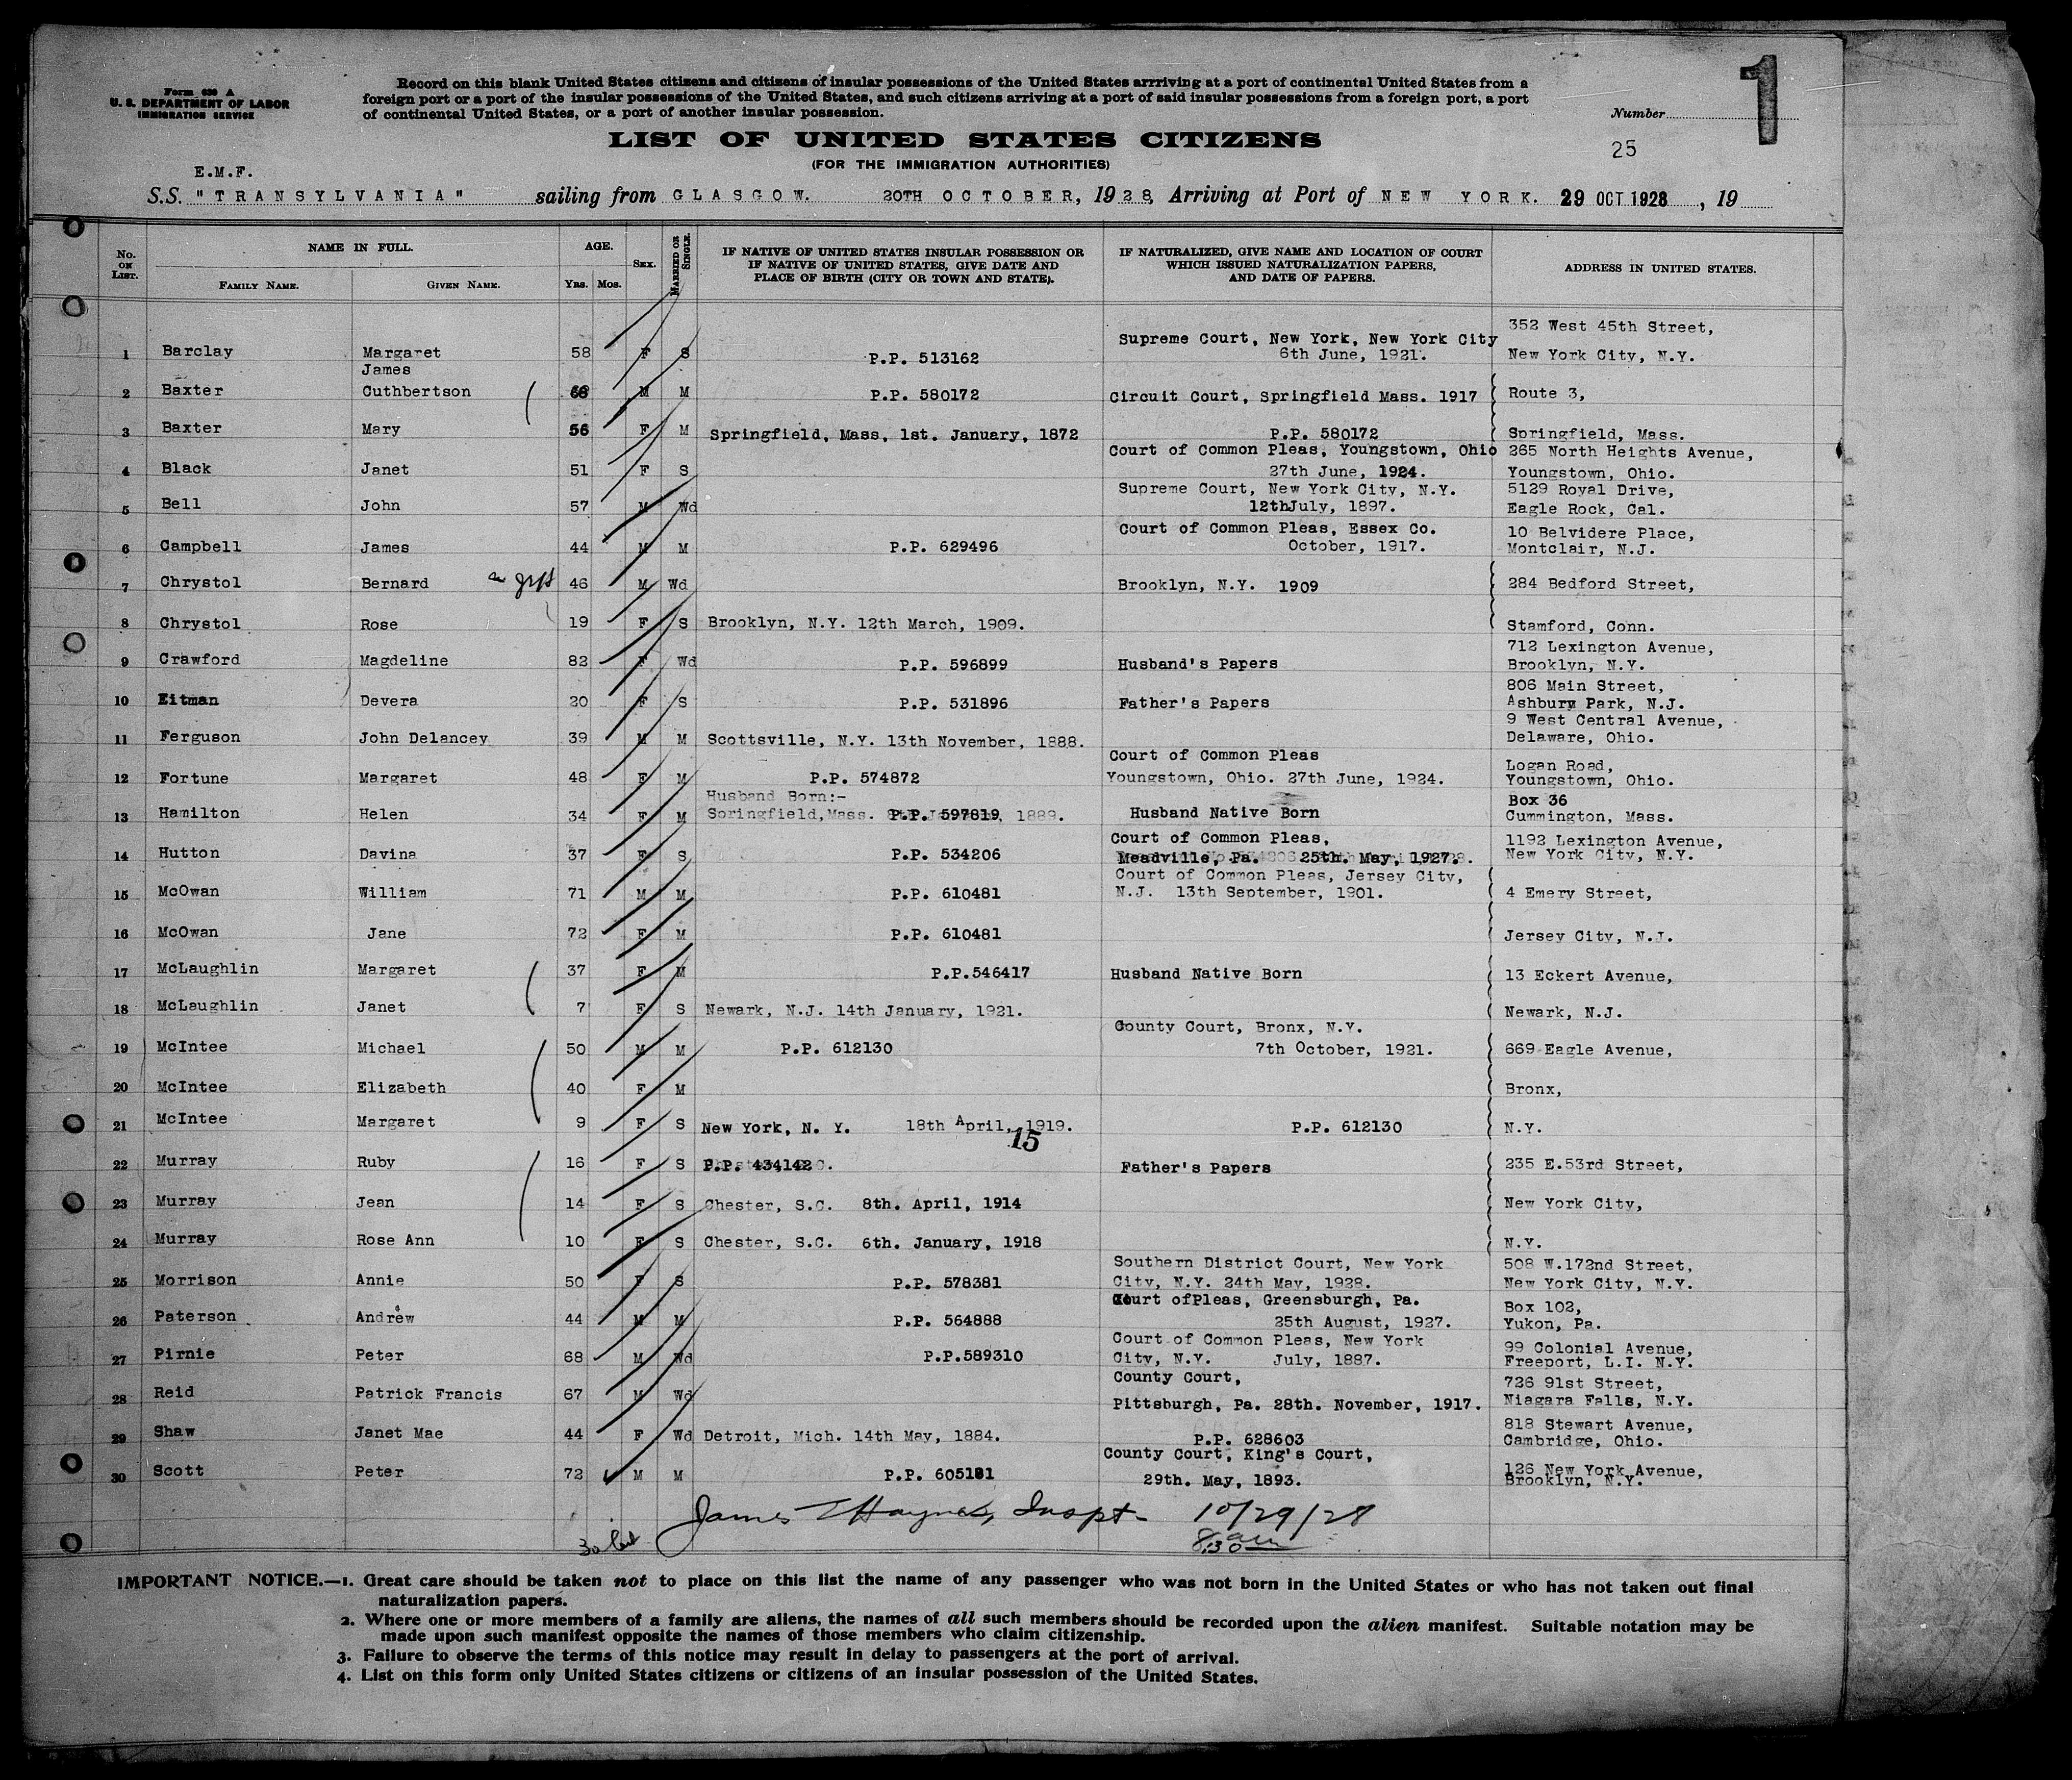 Form 630 A
U. S. DEPARTMENT OF LABOR
IMMIGRATION SERVICE
Record on this blank United States citizens and citizens of insular possessions of the United States arrriving at a port of continental United States from a
foreign port or a port of the insular possessions of the United States, and such citizens arriving at a port of said insular possessions from a foreign port, a port
of continental United States, or a port of another insular possession.
Number
1
25
LIST OF UNITED STATES CITIZENS
(FOR THE IMMIGRATION AUTHORITIES)
E.M.F.
S.S. "TRANSYLVANIA" sailing from GLASGOW. 20TH OCTOBER, 1928, Arriving at Port of NEW YORK. 29 OCT 1928, 19
No. on List. NAME IN FULL. AGE. Sex. MARRIED OR SINGLE. IF NATIVE OF UNITED STATES INSULAR POSSESSION OR IF NATIVE OF UNITED STATES, GIVE DATE AND PLACE OF BIRTH (CITY OR TOWN AND STATE). IF NATURALIZED, GIVE NAME AND LOCATION OF COURT WHICH ISSUED NATURALIZATION PAPERS, AND DATE OF PAPERS. ADDRESS IN UNITED STATES.
Family Name. Given Name. Yrs. Mos.
Supreme Court, New York, New York City 352 West 45th Street,
1 Barclay Margaret 58 F S P.P. 513162 6th June, 1921. New York City, N.Y.
James
2 Baxter Cuthbertson M M P.P. 580172 Circuit Court, Springfield Mass. 1917 Route 3,
3 Baxter Mary 56 F M Springfield, Mass, 1st. January, 1872 P.P. 580172 Springfield, Mass.
Court of Common Pleas, Youngstown, Ohio 265 North Heights Avenue,
4 Black Janet 51 F S 27th June, 1924. Youngstown, Ohio.
Supreme Court, New York City, N.Y. 5129 Royal Drive,
5 Bell John 57 M Wd 12thJuly, 1897. Eagle Rock, Cal.
Court of Common Pleas, Essex Co. 10 Belvidere Place,
6 Campbell James 44 M M P.P. 629496 October, 1917. Montclair, N.J.
7 Chrystol Bernard 46 M Wd Brooklyn, N.Y. 1909 284 Bedford Street,
8 Chrystol Rose 19 F S Brooklyn, N.Y. 12th March, 1909. Stamford, Conn.
712 Lexington Avenue,
9 Crawford Magdeline 82 F Wd P.P. 596899 Husband's Papers Brooklyn, N.Y.
806 Main Street,
10 Eitman Devera 20 F S P.P. 531896 Father's Papers Ashbury Park, N.J.
9 West Central Avenue,
11 Ferguson John Delancey 39 M M Scottsville, N.Y. 13th November, 1888. Delaware, Ohio.
Court of Common Pleas Logan Road,
12 Fortune Margaret 48 F M P.P. 574872 Youngstown, Ohio. 27th June, 1924. Youngstown, Ohio.
Husband Born:- Box 36
13 Hamilton Helen 34 F M Springfield, Mass. P.P. 597819 1889. Husband Native Born Cummington, Mass.
Court of Common Pleas, 1192 Lexington Avenue,
14 Hutton Davina 37 F S P.P. 534206 Meadville, Pa. 25th. May, 1927. New York City, N.Y.
Court of Common Pleas, Jersey City,
15 McOwan William 71 M M P.P. 610481 N.J. 13th September, 1901. 4 Emery Street,
16 McOwan Jane 72 F M P.P. 610481 Jersey City, N.J.
17 McLaughlin Margaret 37 F M P.P.546417 Husband Native Born 13 Eckert Avenue,
18 McLaughlin Janet 7 F S Newark, N.J. 14th January, 1921. Newark, N.J.
County Court, Bronx, N.Y.
19 McIntee Michael 50 M M P.P. 612130 7th October, 1921. 669 Eagle Avenue,
20 McIntee Elizabeth 40 F M Bronx,
21 McIntee Margaret 9 F S New York, N. Y. 18th April, 1919. P.P. 612130 N.Y.
15
22 Murray Ruby 16 F S P.P. 434142 Father's Papers 235 E.53rd Street,
23 Murray Jean 14 F S Chester, S.C. 8th. April, 1914 New York City,
24 Murray Rose Ann 10 F S Chester, S.C. 6th. January, 1918 N.Y.
Southern District Court, New York 508 W.172nd Street,
25 Morrison Annie 50 F S P.P. 578381 City, N.Y. 24th May, 1928. New York City, N.Y.
Court ofPleas, Greensburgh, Pa. Box 102,
26 Paterson Andrew 44 M M P.P. 564888 25th August, 1927. Yukon, Pa.
Court of Common Pleas, New York 99 Colonial Avenue,
27 Pirnie Peter 68 M Wd P.P.589310 City, N.Y. July, 1887. Freeport, L.I. N.Y.
County Court, 726 91st Street,
28 Reid Patrick Francis 67 M Wd Pittsburgh, Pa. 28th. November, 1917. Niagara Falls, N.Y.
818 Stewart Avenue,
29 Shaw Janet Mae 44 F Wd Detroit, Mich. 14th May, 1884. P.P. 628603 Cambridge, Ohio.
County Court, King's Court, 126 New York Avenue,
30 Scott Peter 72 M M P.P. 605181 29th. May, 1893. Brooklyn, N.Y.
James Haynes, Inspt. 10/29/28
8:30 am
IMPORTANT NOTICE.—1. Great care should be taken not to place on this list the name of any passenger who was not born in the United States or who has not taken out final
naturalization papers.
2. Where one or more members of a family are aliens, the names of all such members should be recorded upon the alien manifest. Suitable notation may be
made upon such manifest opposite the names of those members who claim citizenship.
3. Failure to observe the terms of this notice may result in delay to passengers at the port of arrival.
4. List on this form only United States citizens or citizens of an insular possession of the United States.